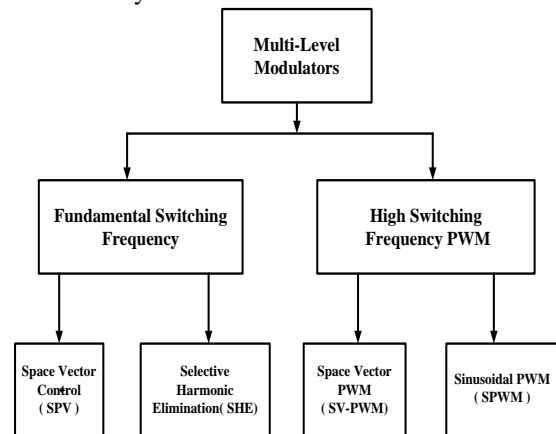 Multi-Level
Modulators
Fundamental Switching
Frequency
High Switching
Frequency PWM
Space Vector
Control
( SPV )
Selective
Harmonic
Elimination( SHE )
Space Vector
PWM
( SV-PWM)
Sinusoidal PWM
( SPWM )